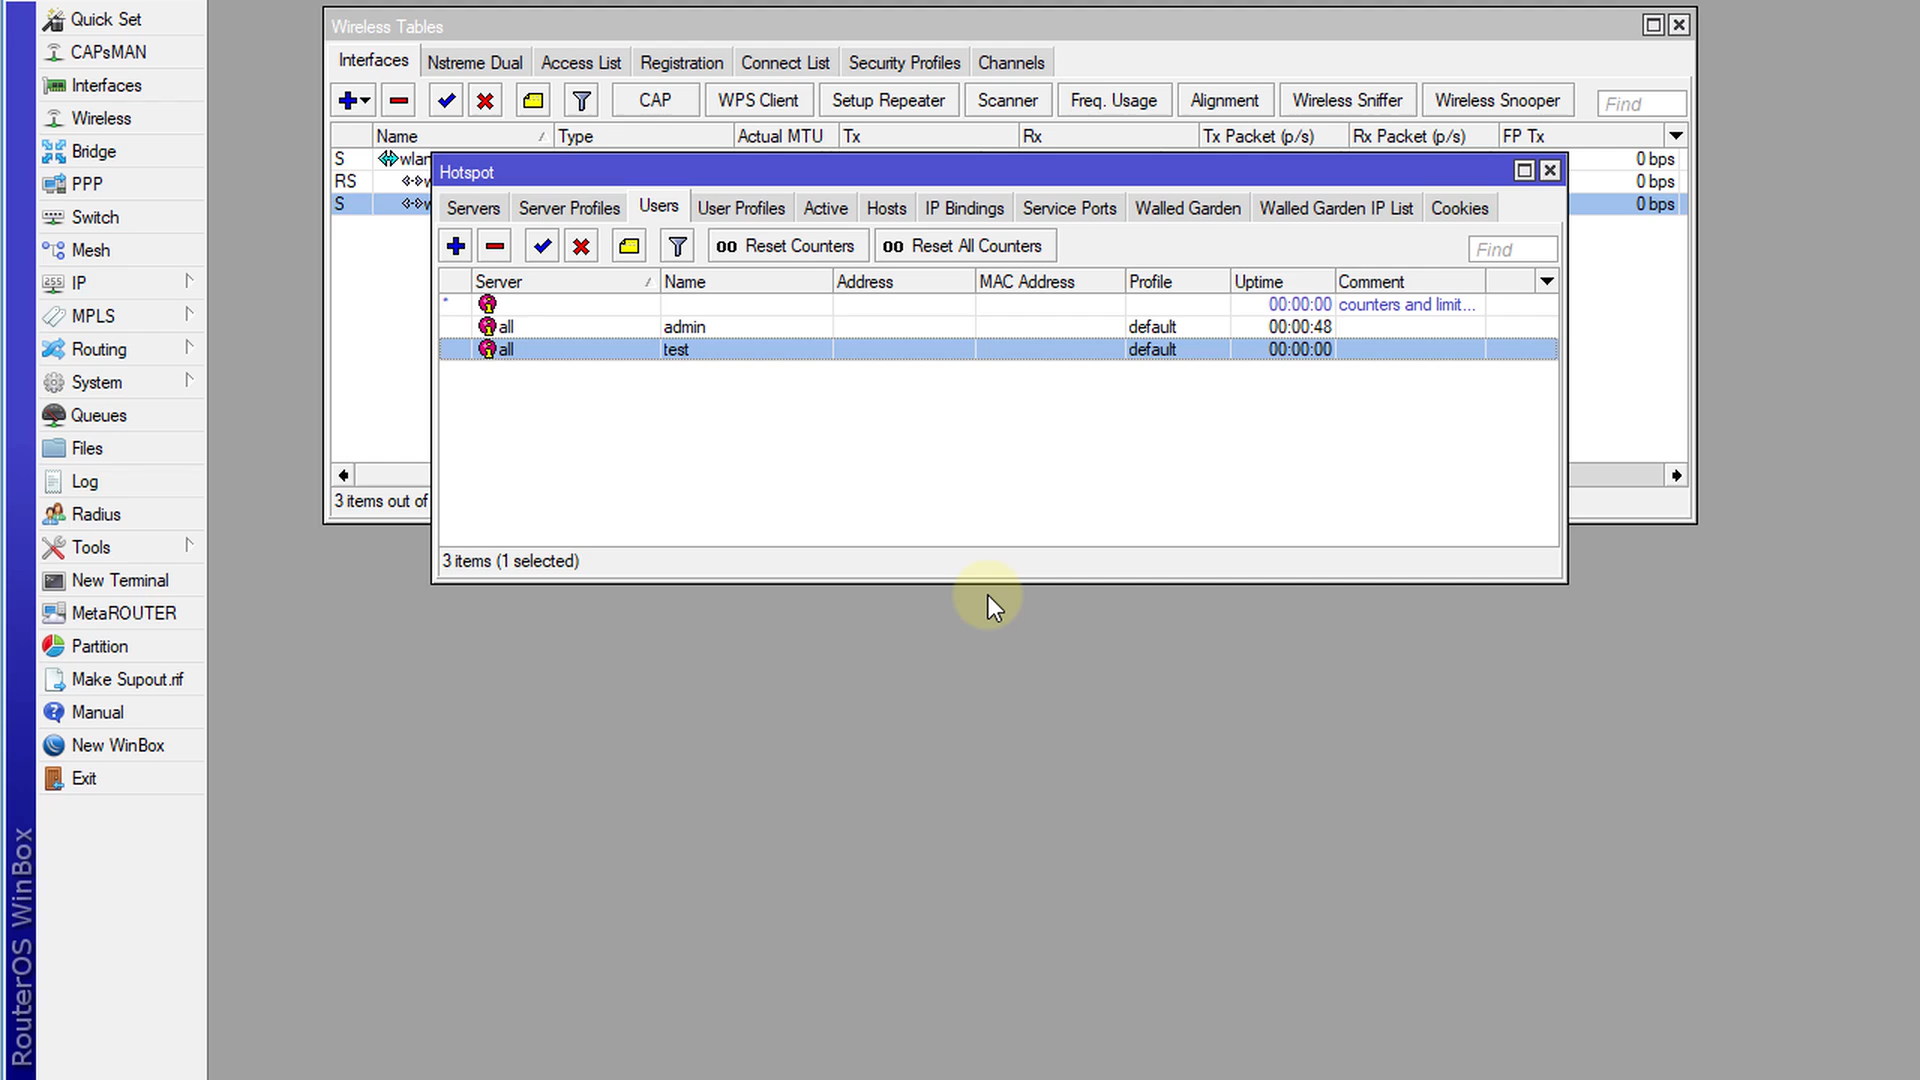 Quick Set
CAPsMAN
Interfaces
Wireless
Bridge
PPP
Switch
Mesh
IP
MPLS
Routing
System
Queues
Files
Log
Radius
Tools
New Terminal
MetaROUTER
Partition
Make Supout.rif
Manual
New WinBox
Exit
RouterOS WinBox
Wireless Tables
Interfaces Nstreme Dual Access List Registration Connect List Security Profiles Channels
CAP WPS Client Setup Repeater Scanner Freq. Usage Alignment Wireless Sniffer Wireless Snooper Find
Name Type Actual MTU Tx Rx Tx Packet (p/s) Rx Packet (p/s) FP Tx
S wlan 0 bps
RS 0 bps
S 0 bps
3 items out of
Hotspot
Servers Server Profiles Users User Profiles Active Hosts IP Bindings Service Ports Walled Garden Walled Garden IP List Cookies
00 Reset Counters 00 Reset All Counters Find
Server Name Address MAC Address Profile Uptime Comment
* 00:00:00 counters and limit...
all admin default 00:00:48
all test default 00:00:00
3 items (1 selected)